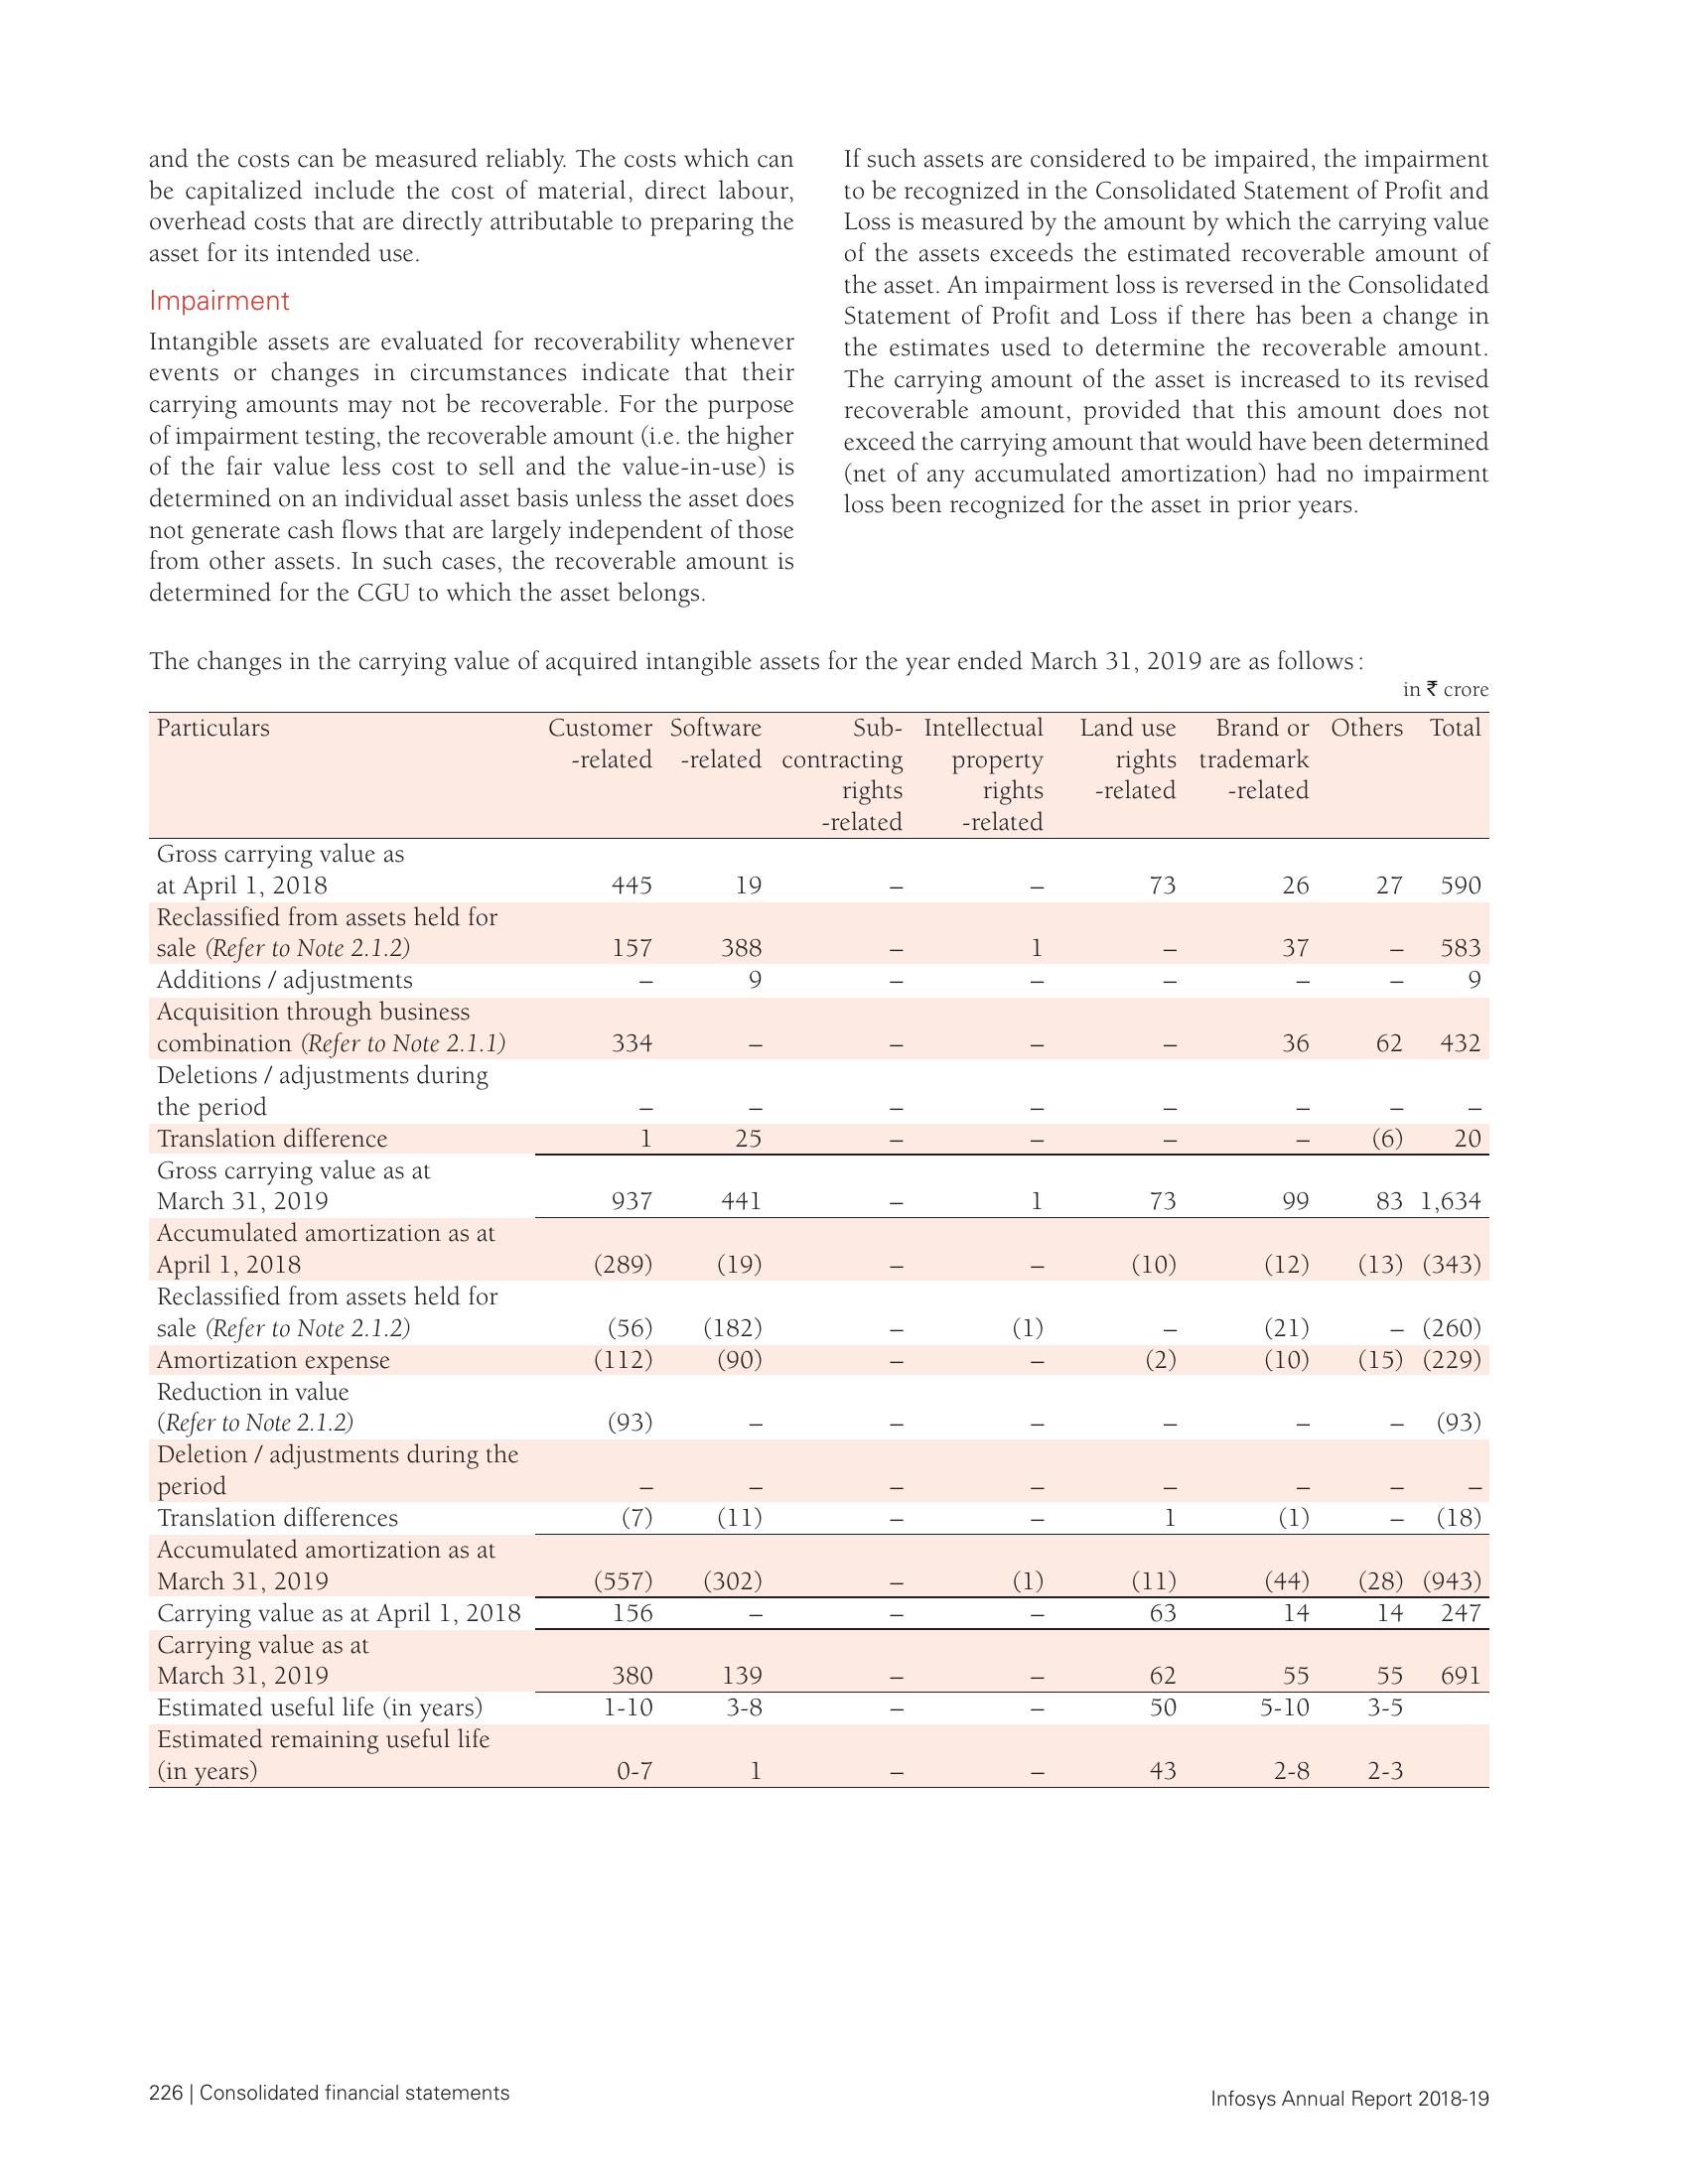 and the costs can be measured reliably. The costs which can
be capitalized include the cost of material, direct labour,
overhead costs that are directly attributable to preparing the
asset for its intended use.
Impairment
Intangible assets are evaluated for recoverability whenever
events or changes in circumstances indicate that their
carrying amounts may not be recoverable. For the purpose
of impairment testing, the recoverable amount (i.e. the higher
of the fair value less cost to sell and the value-in-use) is
determined on an individual asset basis unless the asset does
not generate cash flows that are largely independent of those
from other assets. In such cases, the recoverable amount is
determined for the CGU to which the asset belongs.
If such assets are considered to be impaired, the impairment
to be recognized in the Consolidated Statement of Profit and
Loss is measured by the amount by which the carrying value
of the assets exceeds the estimated recoverable amount of
the asset. An impairment loss is reversed in the Consolidated
Statement of Profit and Loss if there has been a change in
the estimates used to determine the recoverable amount.
The carrying amount of the asset is increased to its revised
recoverable amount, provided that this amount does not
exceed the carrying amount that would have been determined
(net of any accumulated amortization) had no impairment
loss been recognized for the asset in prior years.
The changes in the carrying value of acquired intangible assets for the year ended March 31, 2019 are as follows:
in ₹ crore
Particulars Customer Software Sub- Intellectual Land use Brand or Others Total
-related -related contracting property rights trademark
rights rights -related -related
-related -related
Gross carrying value as
at April 1, 2018 445 19 – – 73 26 27 590
Reclassified from assets held for
sale (Refer to Note 2.1.2) 157 388 – 1 – 37 – 583
Additions / adjustments – 9 – – – – – 9
Acquisition through business
combination (Refer to Note 2.1.1) 334 – – – – 36 62 432
Deletions / adjustments during
the period – – – – – – – –
Translation difference 1 25 – – – – (6) 20
Gross carrying value as at
March 31, 2019 937 441 – 1 73 99 83 1,634
Accumulated amortization as at
April 1, 2018 (289) (19) – – (10) (12) (13) (343)
Reclassified from assets held for
sale (Refer to Note 2.1.2) (56) (182) – (1) – (21) – (260)
Amortization expense (112) (90) – – (2) (10) (15) (229)
Reduction in value
(Refer to Note 2.1.2) (93) – – – – – – (93)
Deletion / adjustments during the
period – – – – – – – –
Translation differences (7) (11) – – 1 (1) – (18)
Accumulated amortization as at
March 31, 2019 (557) (302) – (1) (11) (44) (28) (943)
Carrying value as at April 1, 2018 156 – – – 63 14 14 247
Carrying value as at
March 31, 2019 380 139 – – 62 55 55 691
Estimated useful life (in years) 1-10 3-8 – – 50 5-10 3-5
Estimated remaining useful life
(in years) 0-7 1 – – 43 2-8 2-3
226 | Consolidated financial statements
Infosys Annual Report 2018-19